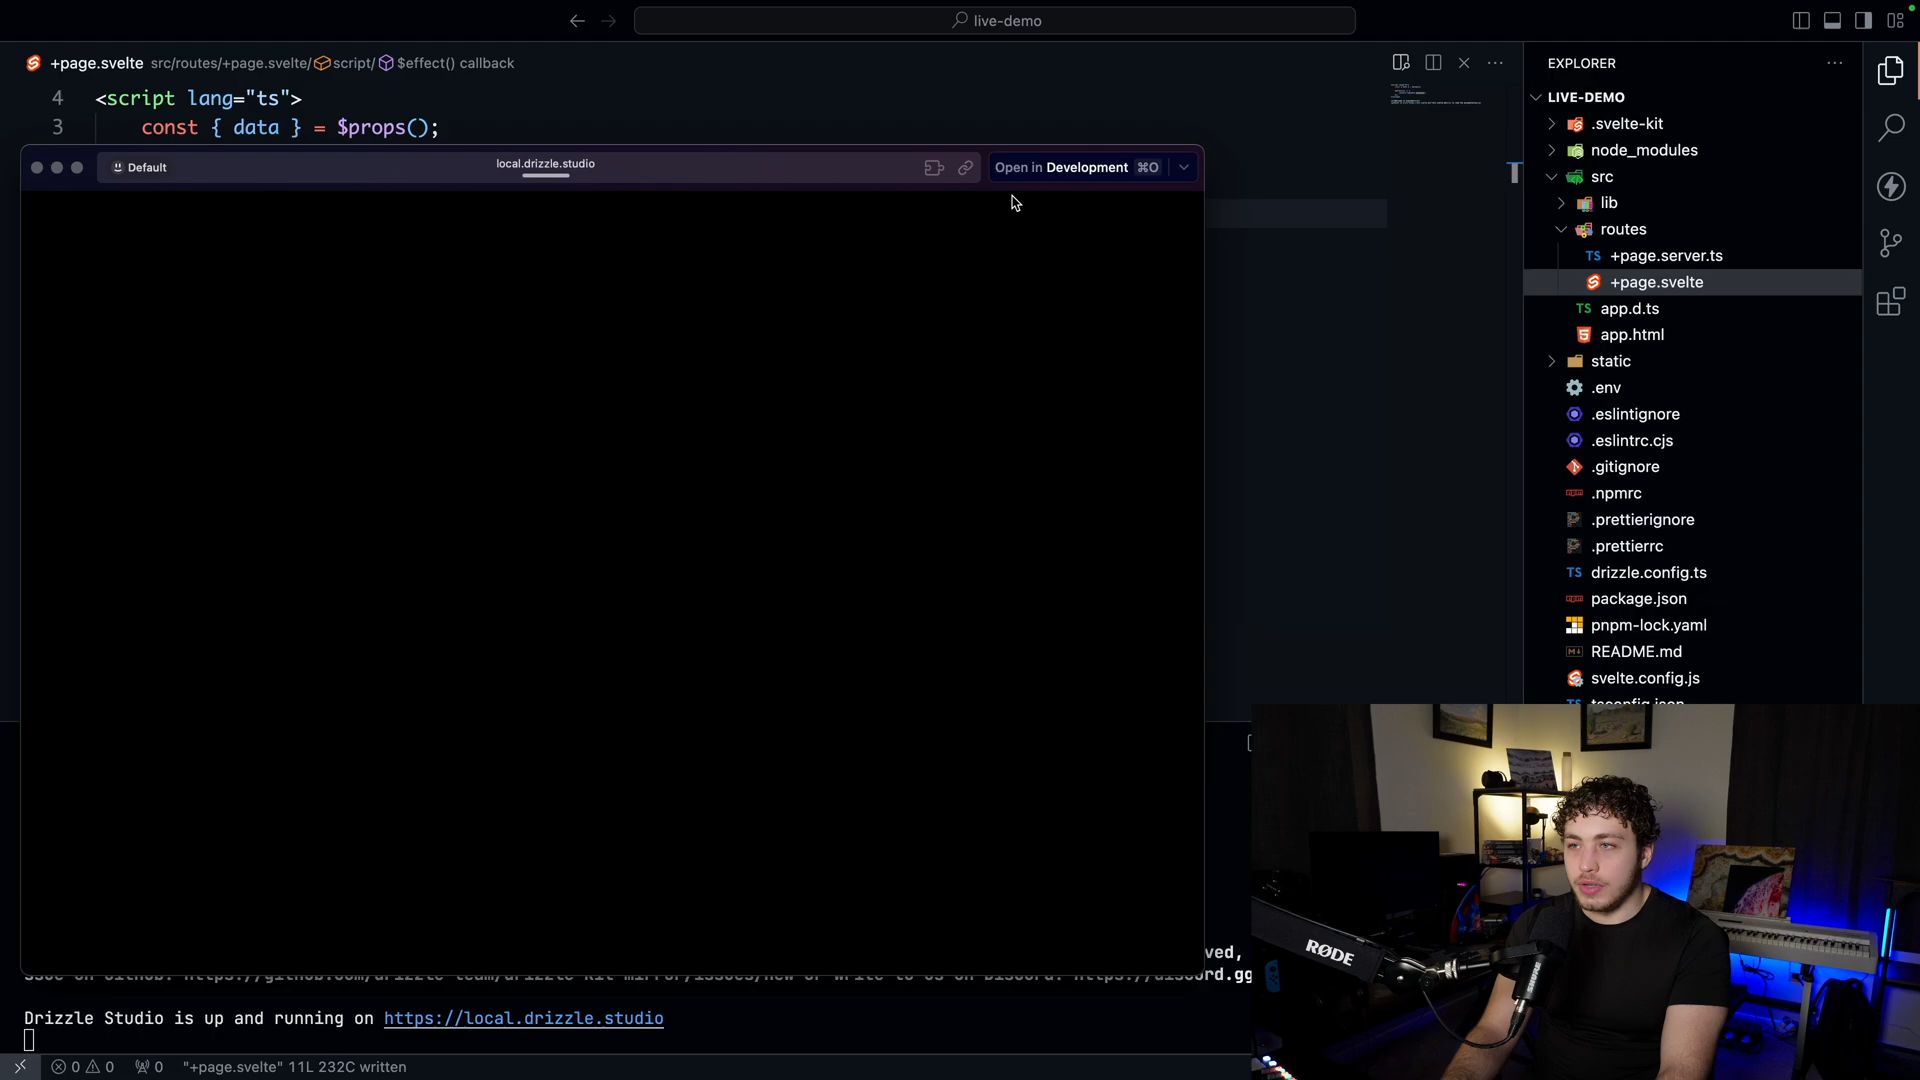 live-demo
+page.svelte src/routes/+page.svelte/ script/ $effect() callback
4 <script lang="ts">
3 const { data } = $props();
Default
local.drizzle.studio
Open in Development ⌘O
ved,
Drizzle Studio is up and running on https://local.drizzle.studio
0 0 0 "+page.svelte" 11L 232C written
EXPLORER
LIVE-DEMO
.svelte-kit
node_modules
src
lib
routes
TS +page.server.ts
+page.svelte
TS app.d.ts
app.html
static
.env
.eslintignore
.eslintrc.cjs
.gitignore
.npmrc
.prettierignore
.prettierrc
TS drizzle.config.ts
package.json
pnpm-lock.yaml
README.md
svelte.config.js
RØDE
SHURE